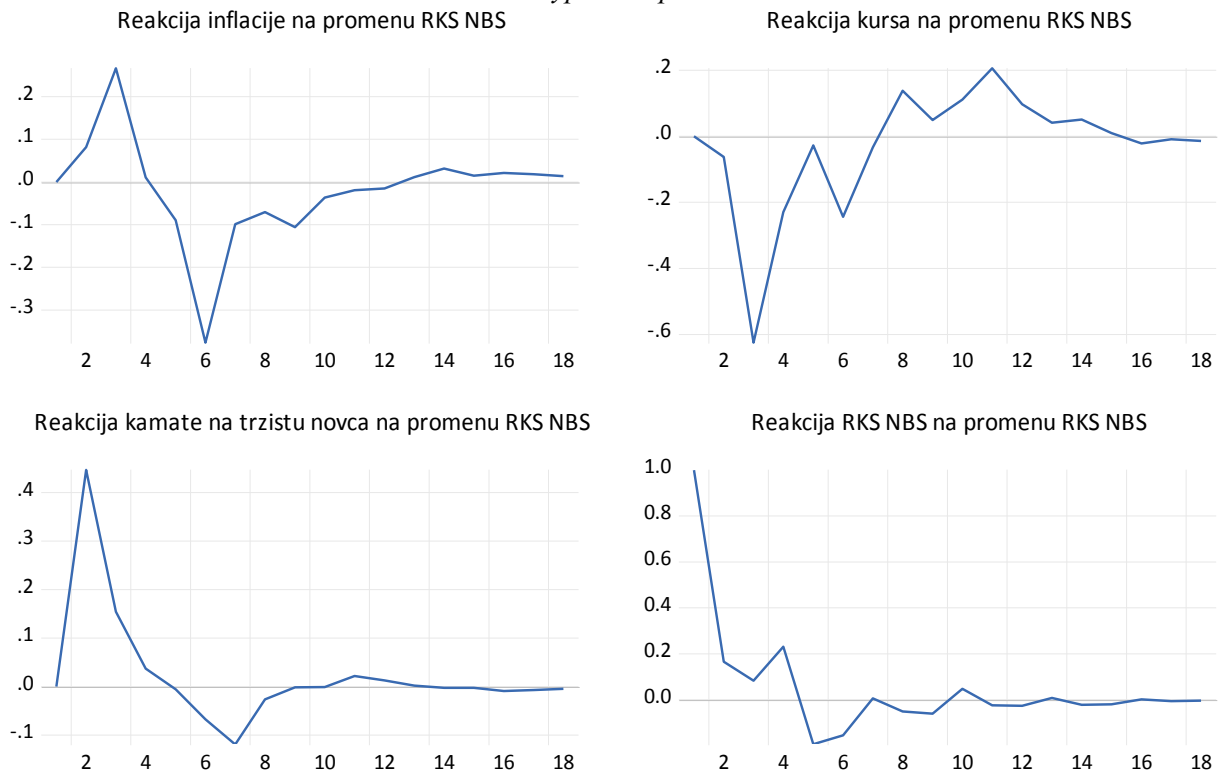 Reakcija inflacije na promenu RKS NBS
.2
.1
.0
-.1
-.2
-.3
2 4 6 8 10 12 14 16 18
Reakcija kursa na promenu RKS NBS
.2
.0
-.2
-.4
-.6
2 4 6 8 10 12 14 16 18
Reakcija kamate na trzistu novca na promenu RKS NBS
.4
.3
.2
.1
.0
-.1
2 4 6 8 10 12 14 16 18
Reakcija RKS NBS na promenu RKS NBS
1.0
0.8
0.6
0.4
0.2
0.0
2 4 6 8 10 12 14 16 18